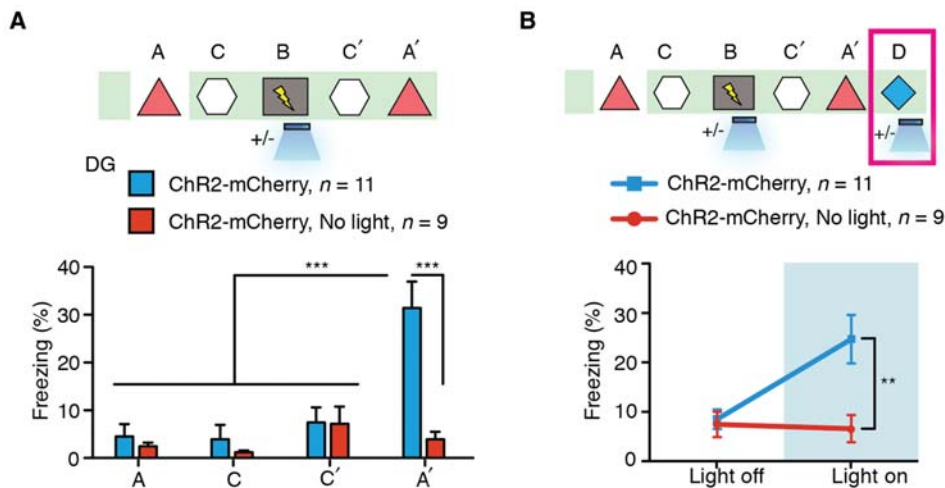 A
A C B C′ A′
+/-
DG
ChR2-mCherry, n = 11
ChR2-mCherry, No light, n = 9
Freezing (%)
40
30
20
10
0
***
***
A C C′ A′
B
A C B C′ A′ D
+/-
+/-
ChR2-mCherry, n = 11
ChR2-mCherry, No light, n = 9
Freezing (%)
40
30
20
10
0
**
Light off Light on